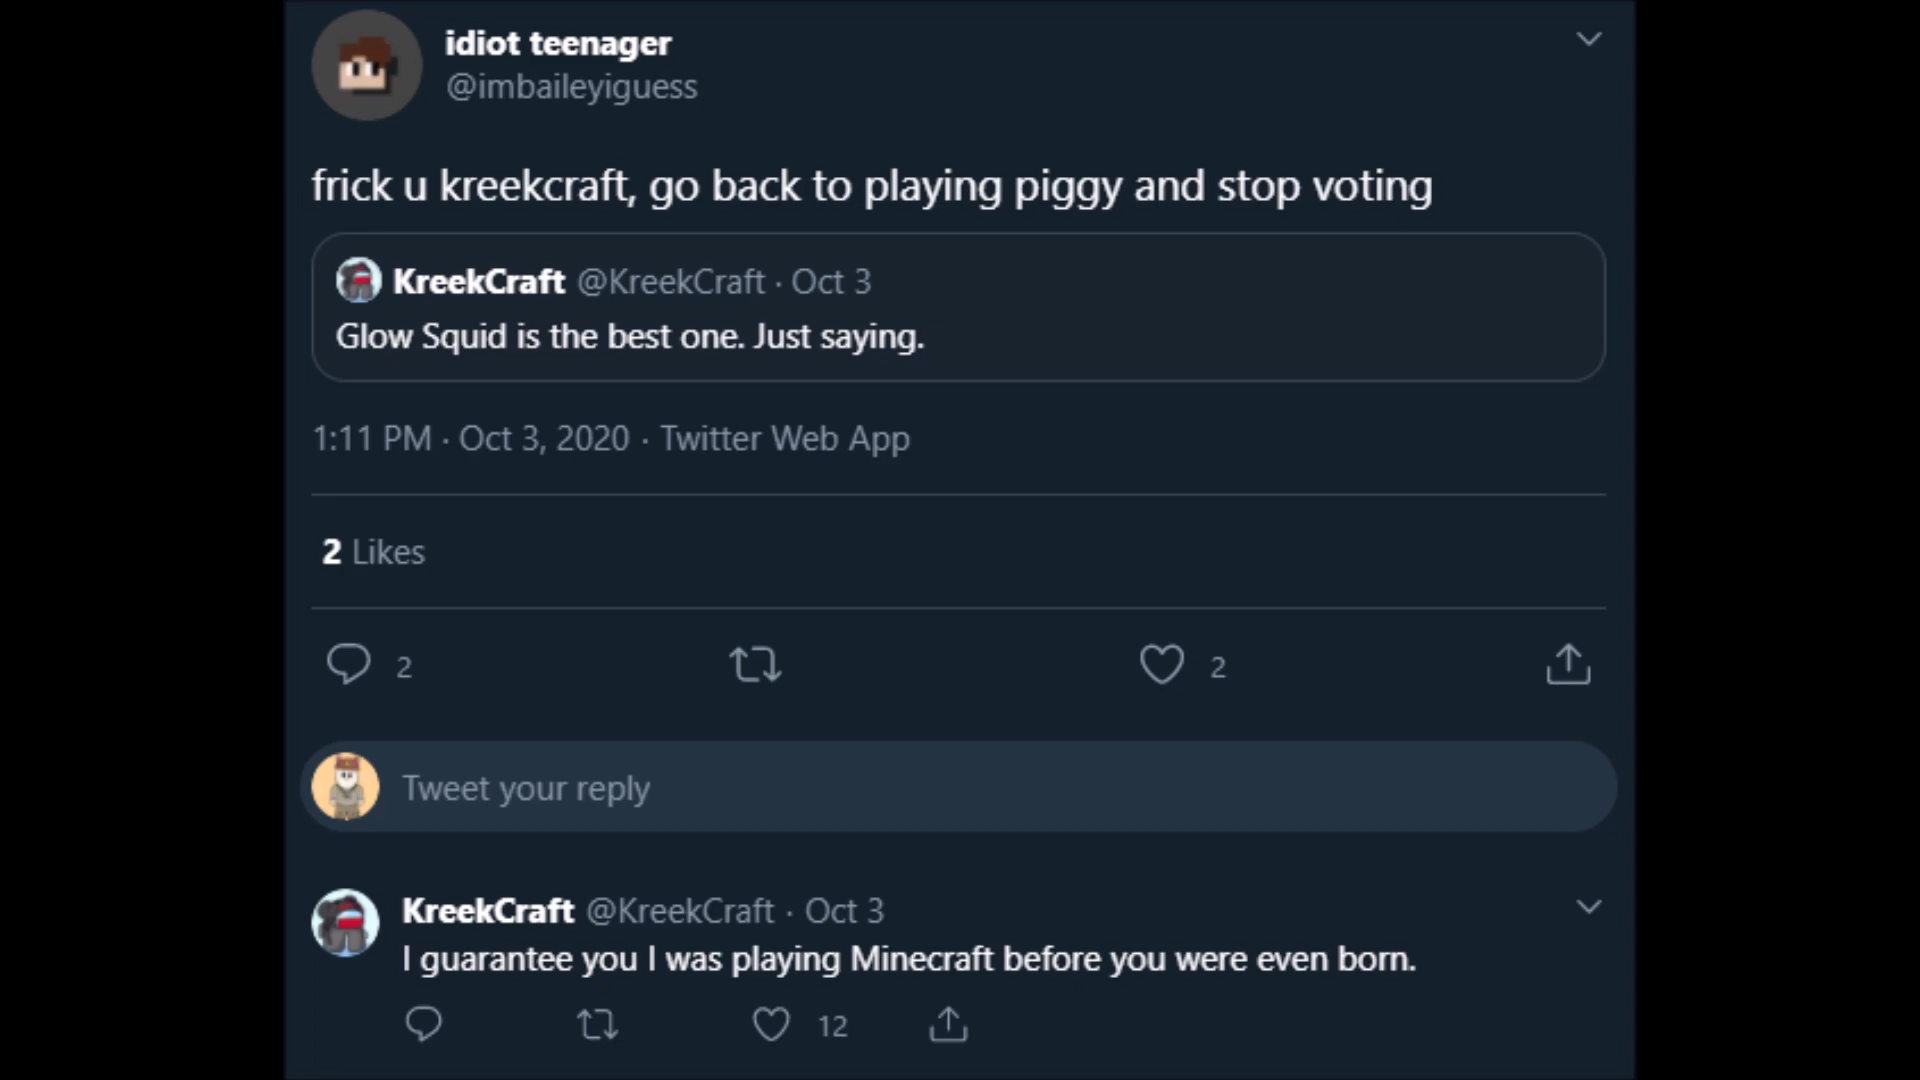 idiot teenager
@imbaileyiguess
frick u kreekcraft, go back to playing piggy and stop voting
KreekCraft @KreekCraft · Oct 3
Glow Squid is the best one. Just saying.
1:11 PM · Oct 3, 2020 · Twitter Web App
2 Likes
2 2
Tweet your reply
KreekCraft @KreekCraft · Oct 3
I guarantee you I was playing Minecraft before you were even born.
12